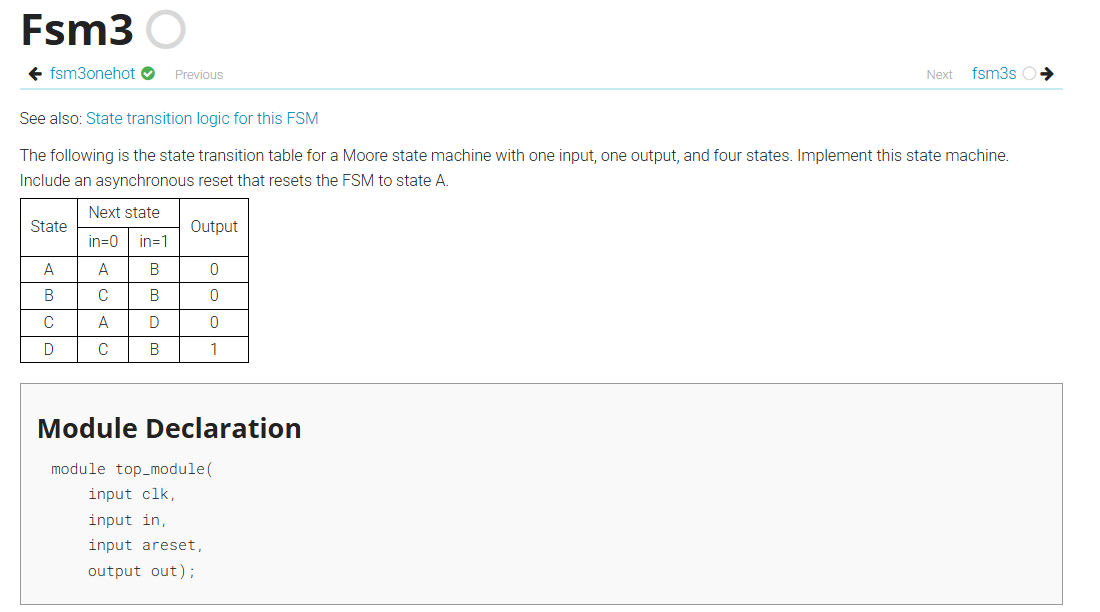 Fsm3
fsm3onehot Previous Next fsm3s
See also: State transition logic for this FSM
The following is the state transition table for a Moore state machine with one input, one output, and four states. Implement this state machine.
Include an asynchronous reset that resets the FSM to state A.
State Next state Output
in=0 in=1
A A B 0
B C B 0
C A D 0
D C B 1
Module Declaration
module top_module(
input clk,
input in,
input areset,
output out);